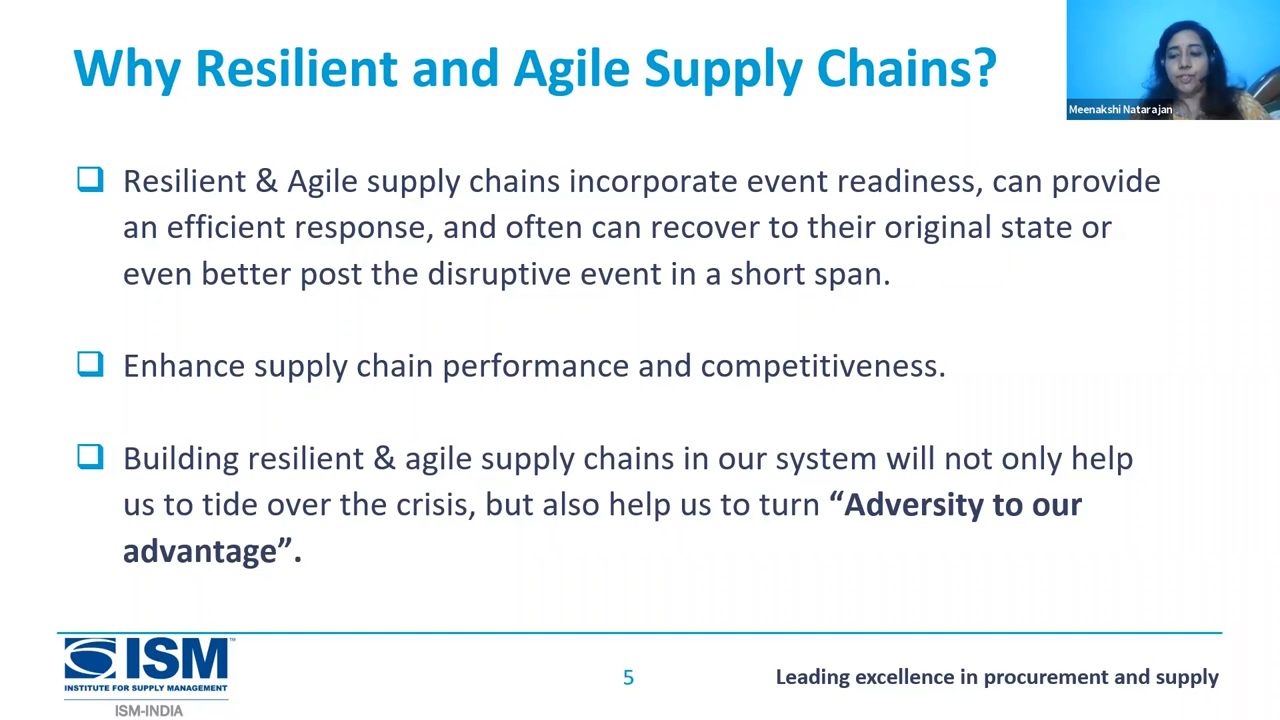 Why Resilient and Agile Supply Chains?
Meenakshi Natarajan
Resilient & Agile supply chains incorporate event readiness, can provide
an efficient response, and often can recover to their original state or
even better post the disruptive event in a short span.
Enhance supply chain performance and competitiveness.
Building resilient & agile supply chains in our system will not only help
us to tide over the crisis, but also help us to turn “Adversity to our
advantage”.
ISM™
INSTITUTE FOR SUPPLY MANAGEMENT
ISM-INDIA
5
Leading excellence in procurement and supply